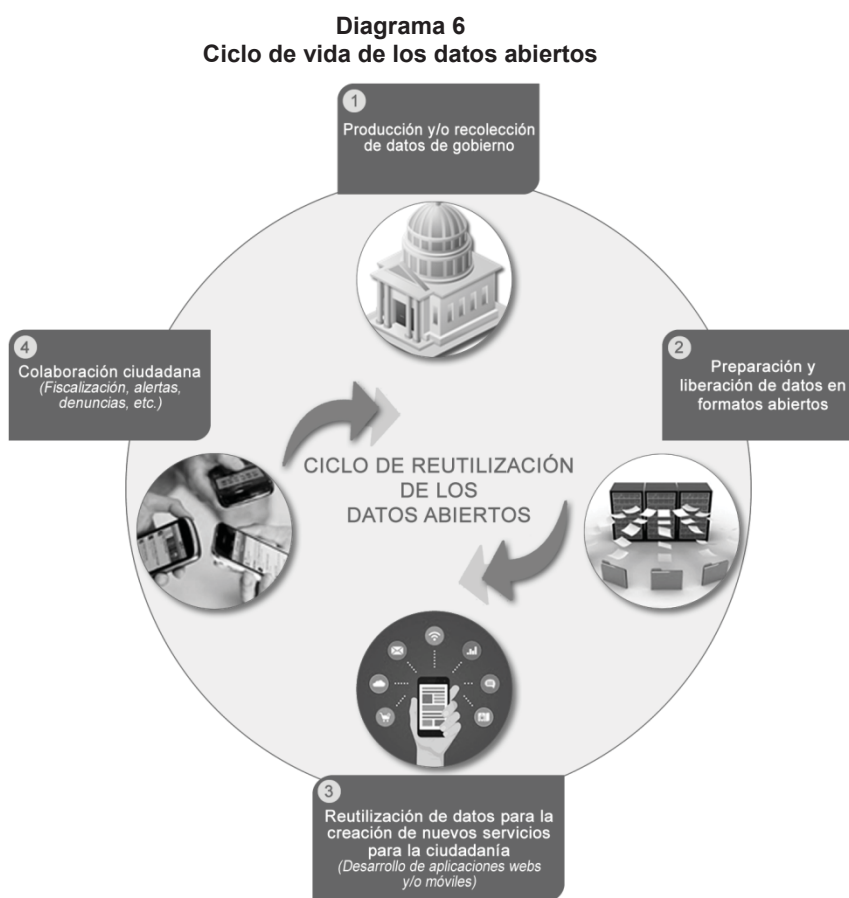 Diagrama 6
Ciclo de vida de los datos abiertos
1
Producción y/o recolección
de datos de gobierno
2
Preparación y
liberación de datos en
formatos abiertos
3
Reutilización de datos para la
creación de nuevos servicios
para la ciudadanía
(Desarrollo de aplicaciones webs
y/o móviles)
4
Colaboración ciudadana
(Fiscalización, alertas,
denuncias, etc.)
CICLO DE REUTILIZACIÓN
DE LOS
DATOS ABIERTOS